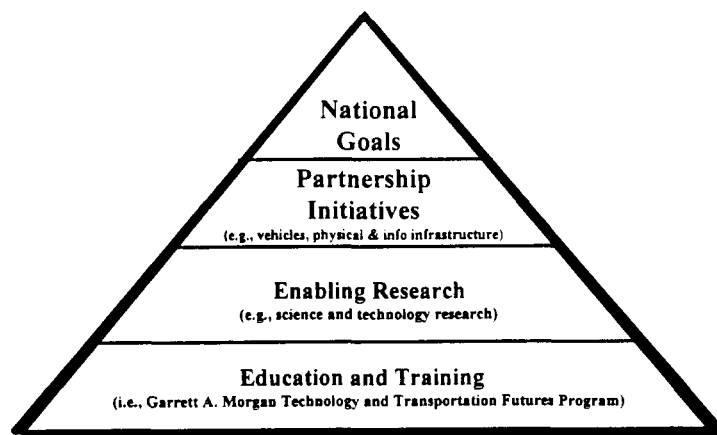 National
Goals
Partnership
Initiatives
(e.g., vehicles, physical & info infrastructure)
Enabling Research
(e.g., science and technology research)
Education and Training
(i.e., Garrett A. Morgan Technology and Transportation Futures Program)